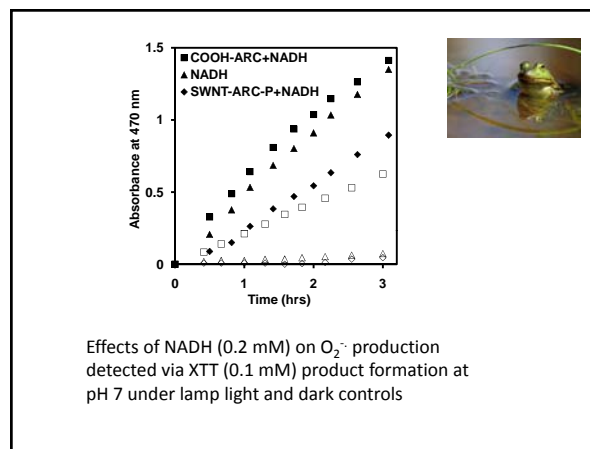 1.5
COOH-ARC+NADH
NADH
SWNT-ARC-P+NADH
1
0.5
0
Absorbance at 470 nm
0 1 2 3
Time (hrs)
Effects of NADH (0.2 mM) on O₂⁻· production
detected via XTT (0.1 mM) product formation at
pH 7 under lamp light and dark controls